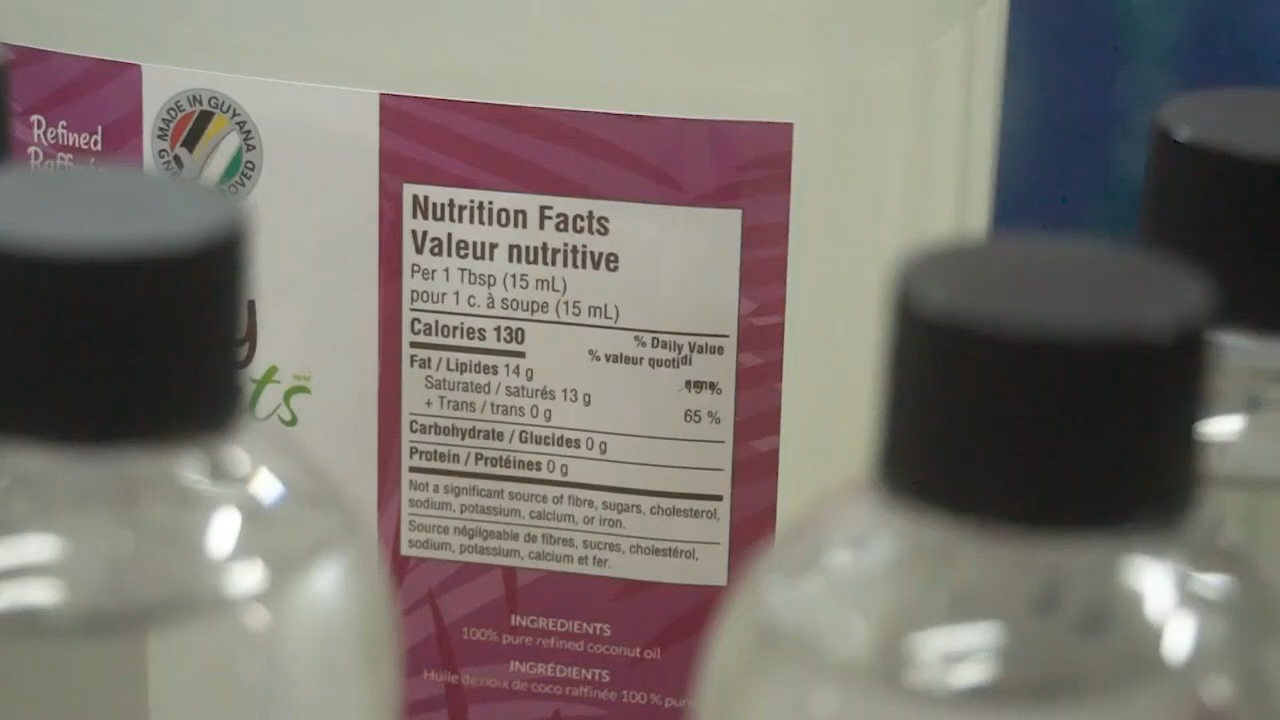 Refined
MADE IN GUYANA
Nutrition Facts
Valeur nutritive
Per 1 Tbsp (15 mL)
pour 1 c. à soupe (15 mL)
Calories 130
% Daily Value
% valeur quotidi
Fat / Lipides 14 g
Saturated / saturés 13 g
65 %
+ Trans / trans 0 g
Carbohydrate / Glucides 0 g
Protein / Protéines 0 g
Not a significant source of fibre, sugars, cholesterol,
sodium, potassium, calcium, or iron.
Source négligeable de fibres, sucres, cholestérol,
sodium, potassium, calcium et fer.
INGREDIENTS
100% pure refined coconut oil
INGRÉDIENTS
Huile de noix de coco raffinée 100 % pur